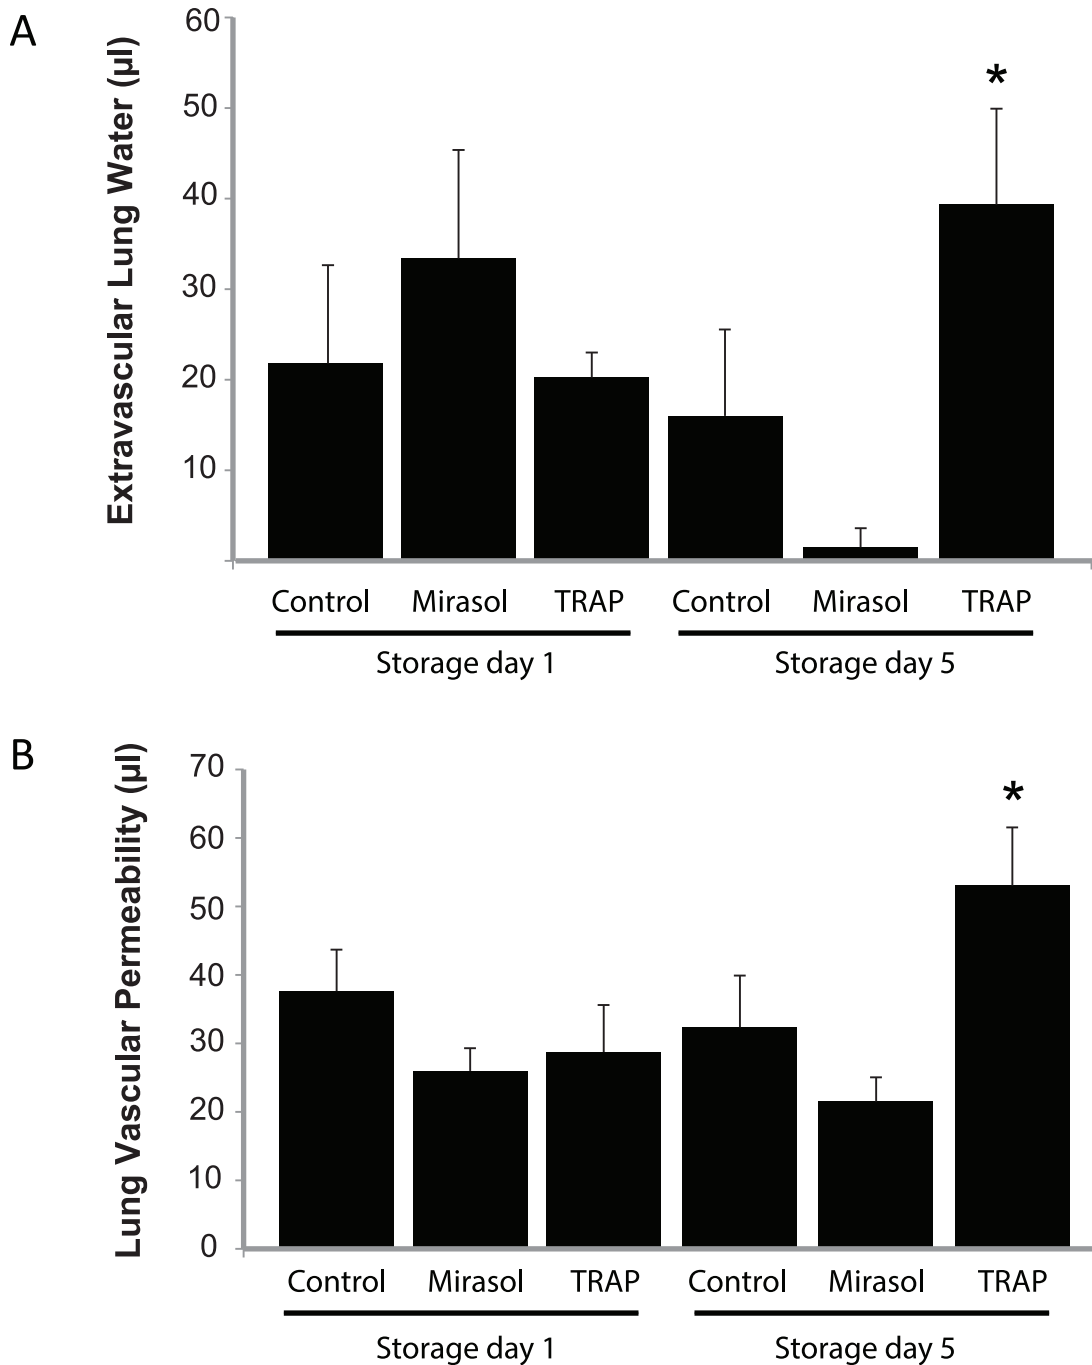 A
Extravascular Lung Water (µl)
60
50
40
30
20
10
*
Control Mirasol TRAP Control Mirasol TRAP
Storage day 1 Storage day 5
B
Lung Vascular Permeability (µl)
70
60
50
40
30
20
10
0
*
Control Mirasol TRAP Control Mirasol TRAP
Storage day 1 Storage day 5